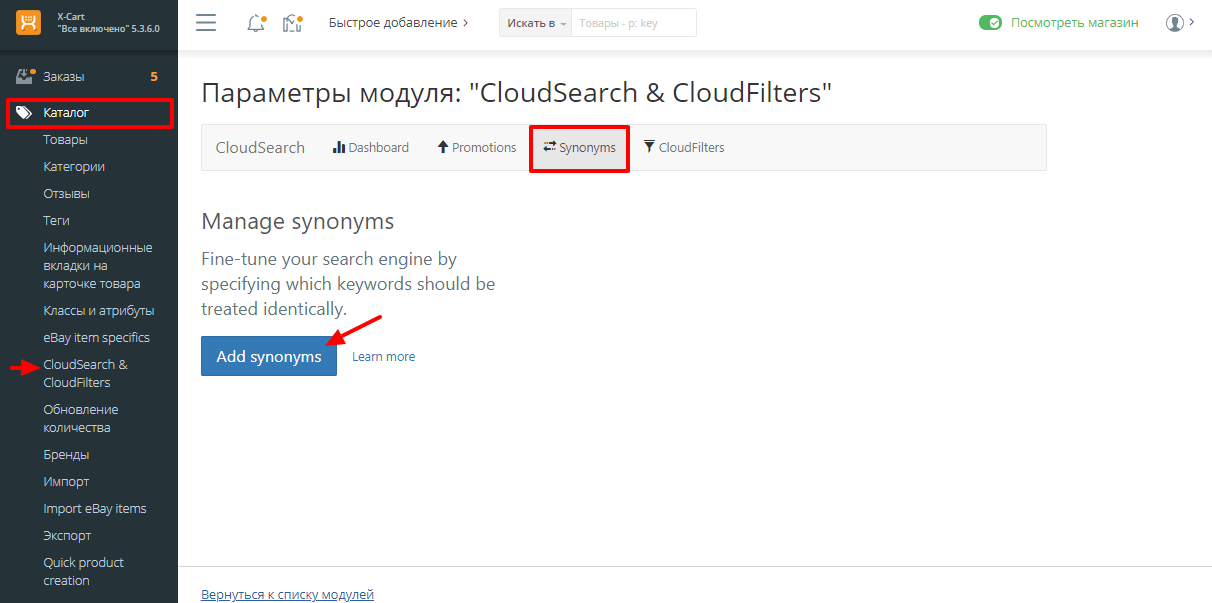 X-Cart
"Все включено" 5.3.6.0
Быстрое добавление
Искать в
Товары - р: key
Посмотреть магазин
Заказы 5
Каталог
Товары
Категории
Отзывы
Теги
Информационные
вкладки на
карточке товара
Классы и атрибуты
eBay item specifics
CloudSearch &
CloudFilters
Обновление
количества
Бренды
Импорт
Import eBay items
Экспорт
Quick product
creation
Параметры модуля: "CloudSearch & CloudFilters"
CloudSearch Dashboard Promotions Synonyms CloudFilters
Manage synonyms
Fine-tune your search engine by
specifying which keywords should be
treated identically.
Add synonyms Learn more
Вернуться к списку модулей